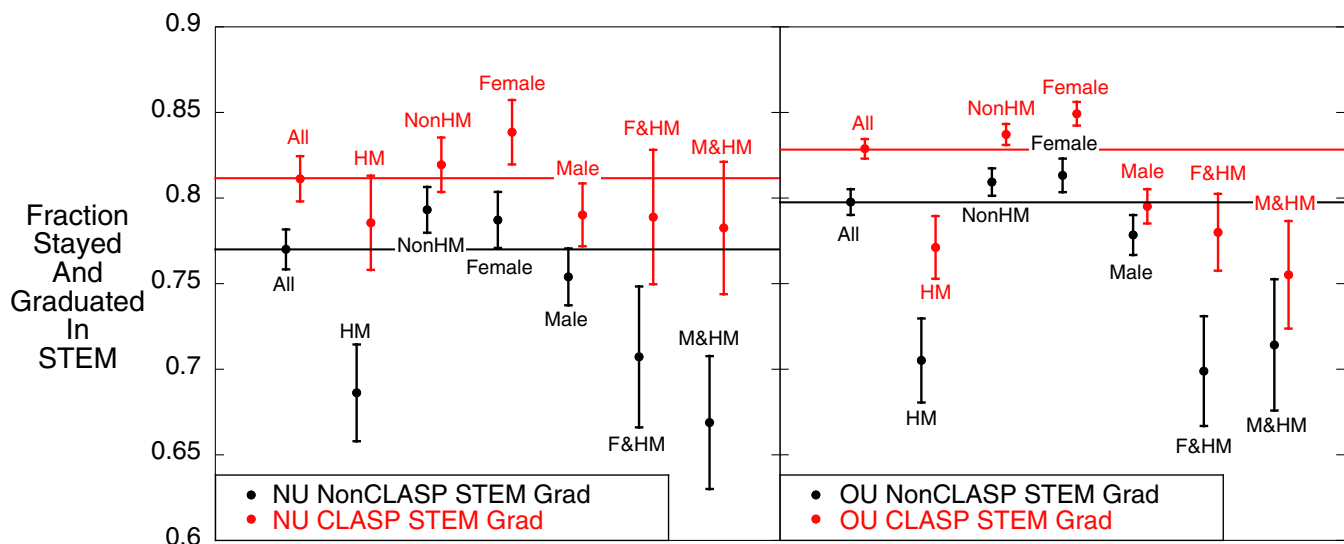 0.9
0.85
0.8
0.75
0.7
0.65
0.6
Fraction
Stayed
And
Graduated
In
STEM
All
HM
NonHM
Female
Male
F&HM
M&HM
All
HM
NonHM
Female
Male
F&HM
M&HM
NU NonCLASP STEM Grad
NU CLASP STEM Grad
All
HM
NonHM
Female
Male
F&HM
M&HM
All
HM
NonHM
Female
Male
F&HM
M&HM
OU NonCLASP STEM Grad
OU CLASP STEM Grad